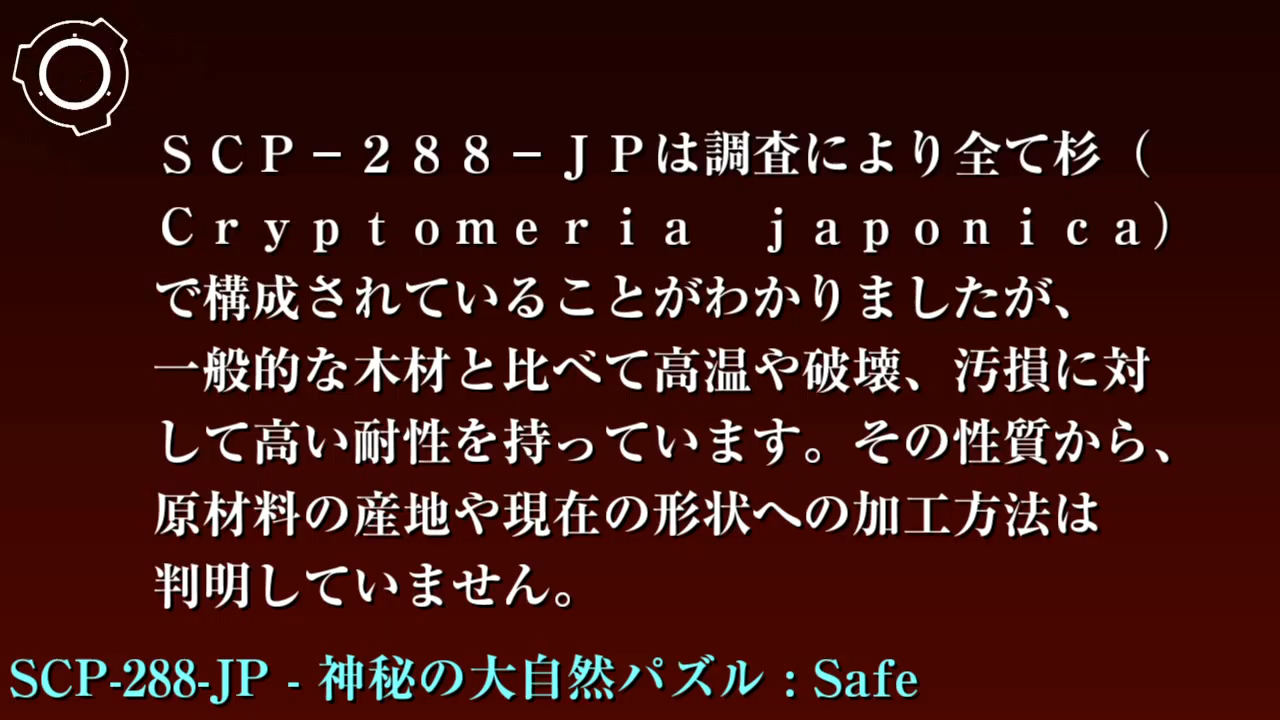 ＳＣＰ－２８８－ＪＰは調査により全て杉（
Ｃｒｙｐｔｏｍｅｒｉａ　ｊａｐｏｎｉｃａ）
で構成されていることがわかりましたが、
一般的な木材と比べて高温や破壊、汚損に対
して高い耐性を持っています。その性質から、
原材料の産地や現在の形状への加工方法は
判明していません。
SCP-288-JP - 神秘の大自然パズル : Safe